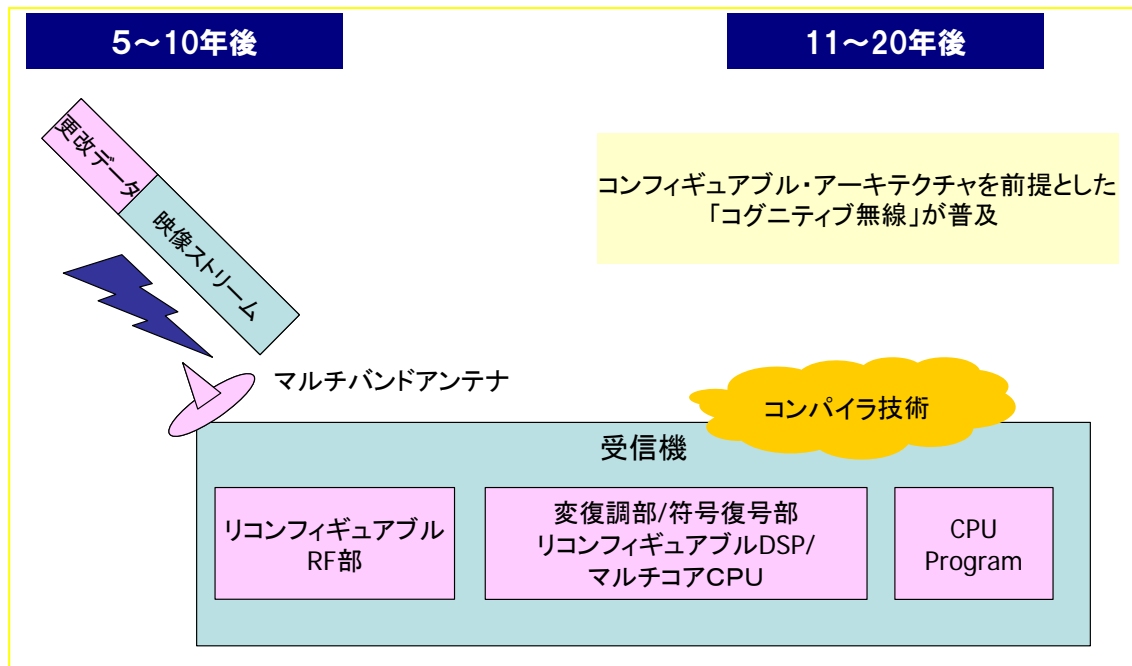 5~10年後
11~20年後
更改データ
映像ストリーム
コンフィギュアブル・アーキテクチャを前提とした
「コグニティブ無線」が普及
マルチバンドアンテナ
コンパイラ技術
受信機
リコンフィギュアブル
RF部
変復調部/符号復号部
リコンフィギュアブルDSP/
マルチコアCPU
CPU
Program